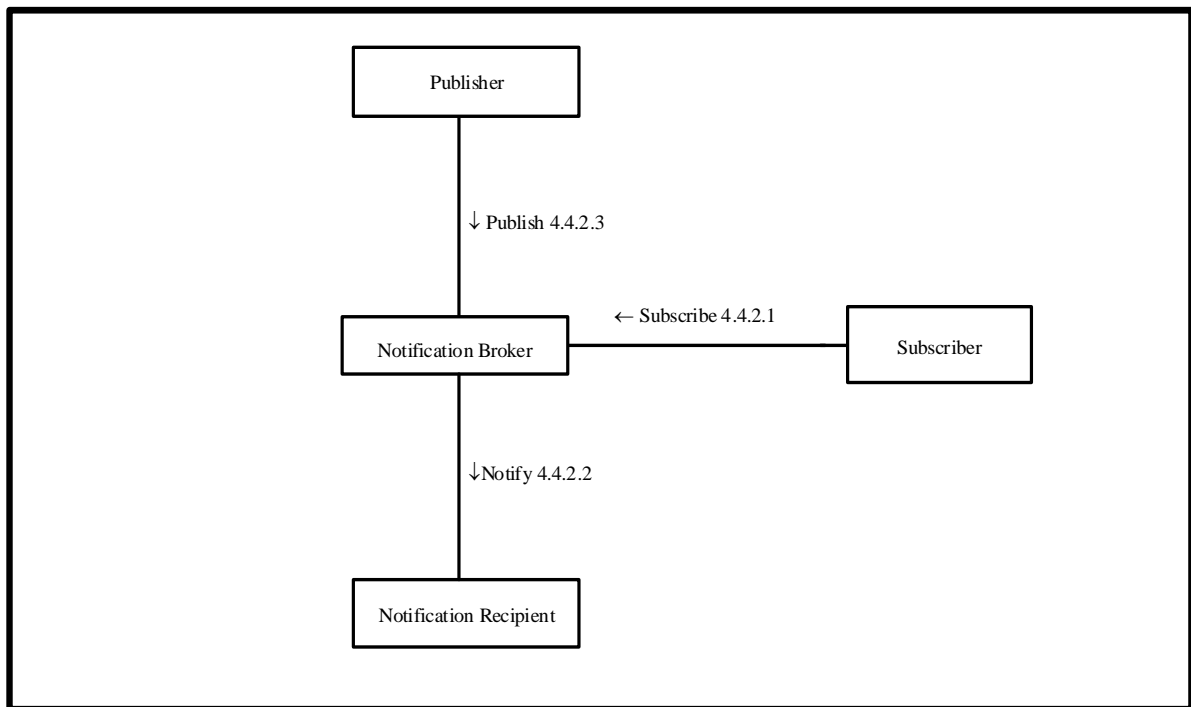 Publisher
↓ Publish 4.4.2.3
← Subscribe 4.4.2.1
Notification Broker
Subscriber
↓Notify 4.4.2.2
Notification Recipient